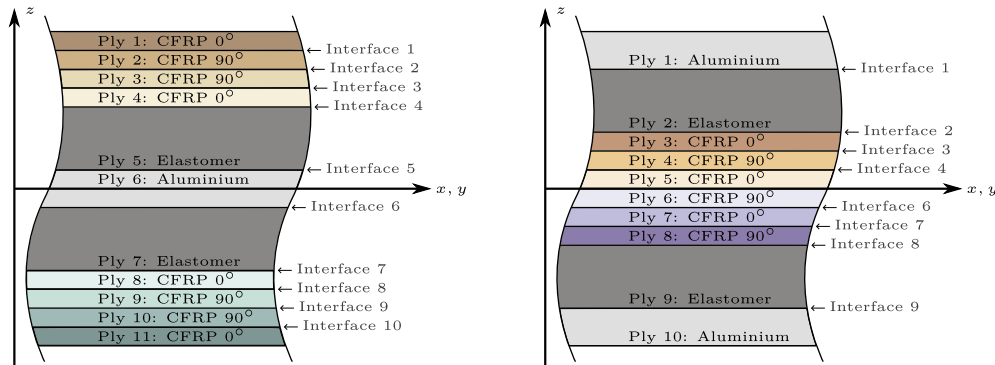 z
Ply 1: CFRP 0°
← Interface 1
Ply 2: CFRP 90°
← Interface 2
Ply 3: CFRP 90°
← Interface 3
Ply 4: CFRP 0°
← Interface 4
Ply 5: Elastomer
← Interface 5
Ply 6: Aluminium
x, y
← Interface 6
Ply 7: Elastomer
← Interface 7
Ply 8: CFRP 0°
← Interface 8
Ply 9: CFRP 90°
← Interface 9
Ply 10: CFRP 90°
← Interface 10
Ply 11: CFRP 0°
z
Ply 1: Aluminium
← Interface 1
Ply 2: Elastomer
← Interface 2
Ply 3: CFRP 0°
← Interface 3
Ply 4: CFRP 90°
← Interface 4
Ply 5: CFRP 0°
x, y
Ply 6: CFRP 90°
← Interface 6
Ply 7: CFRP 0°
← Interface 7
Ply 8: CFRP 90°
← Interface 8
Ply 9: Elastomer
← Interface 9
Ply 10: Aluminium